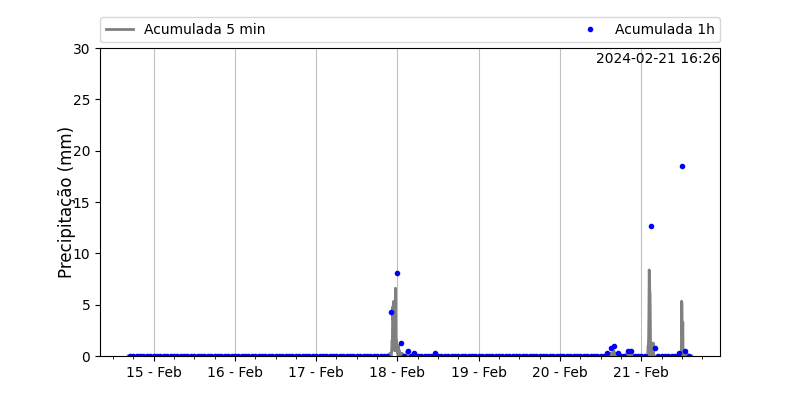 Acumulada 5 min
Acumulada 1h
2024-02-21 16:26
Precipitação (mm)
30
25
20
15
10
5
0
15 - Feb
16 - Feb
17 - Feb
18 - Feb
19 - Feb
20 - Feb
21 - Feb